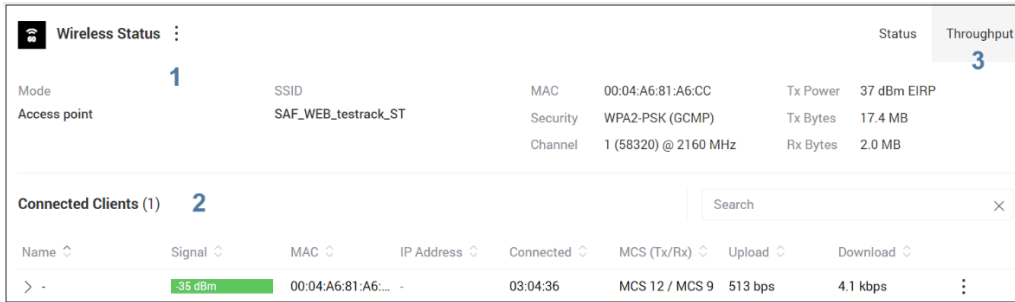 60
Wireless Status
Status
Throughput
1
3
Mode
SSID
MAC 00:04:A6:81:A6:CC
Tx Power 37 dBm EIRP
Access point
SAF_WEB_testrack_ST
Security WPA2-PSK (GCMP)
Tx Bytes 17.4 MB
Channel 1 (58320) @ 2160 MHz
Rx Bytes 2.0 MB
Connected Clients (1)
2
Search
Name Signal MAC IP Address Connected MCS (Tx/Rx) Upload Download
- -35 dBm 00:04:A6:81:A6:... - 03:04:36 MCS 12 / MCS 9 513 bps 4.1 kbps